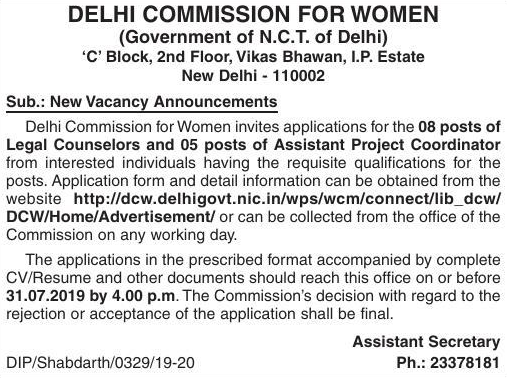 DELHI COMMISSION FOR WOMEN
(Government of N.C.T. of Delhi)
‘C’ Block, 2nd Floor, Vikas Bhawan, I.P. Estate
New Delhi - 110002
Sub.: New Vacancy Announcements
Delhi Commission for Women invites applications for the 08 posts of
Legal Counselors and 05 posts of Assistant Project Coordinator
from interested individuals having the requisite qualifications for the
posts. Application form and detail information can be obtained from the
website http://dcw.delhigovt.nic.in/wps/wcm/connect/lib_dcw/
DCW/Home/Advertisement/ or can be collected from the office of the
Commission on any working day.
The applications in the prescribed format accompanied by complete
CV/Resume and other documents should reach this office on or before
31.07.2019 by 4.00 p.m. The Commission’s decision with regard to the
rejection or acceptance of the application shall be final.
Assistant Secretary
DIP/Shabdarth/0329/19-20 Ph.: 23378181